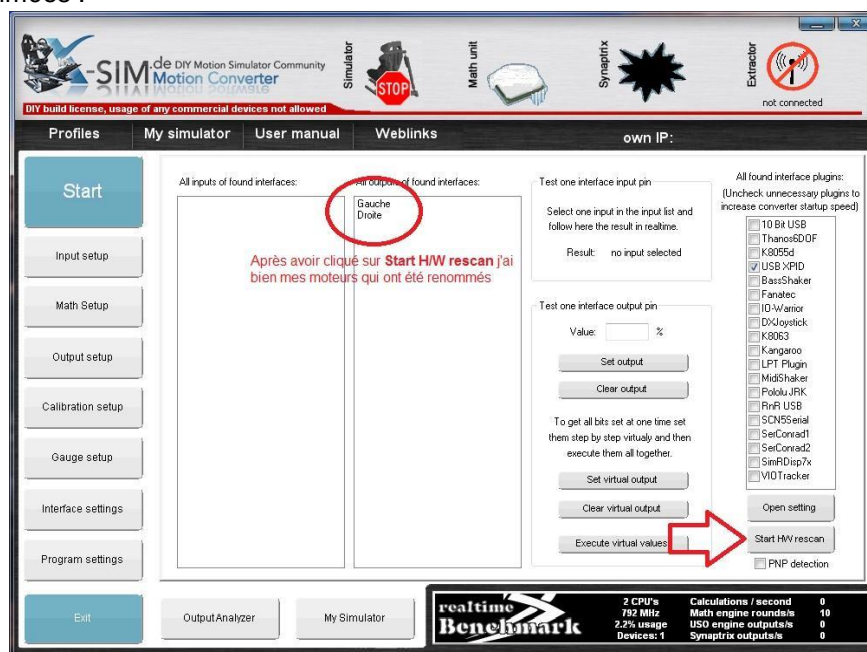 -SIM.de DIY Motion Simulator Community
Motion Converter
DIY build license, usage of any commercial devices not allowed
Simulator
STOP
Math unit
Synaptrix
Extractor
not connected
Profiles
My simulator
User manual
Weblinks
own IP:
Start
Input setup
Math Setup
Output setup
Calibration setup
Gauge setup
Interface settings
Program settings
Exit
All inputs of found interfaces:
All outputs of found interfaces:
Gauche
Droite
Après avoir cliqué sur Start H/W rescan j'ai
bien mes moteurs qui ont été renommés
Test one interface input pin
Select one input in the input list and
follow here the result in realtime.
Result: no input selected
Test one interface output pin
Value: %
Set output
Clear output
To get all bits set at one time set
them step by step virtualy and then
execute them all together.
Set virtual output
Clear virtual output
Execute virtual values
All found interface plugins:
(Uncheck unnecessary plugins to
increase converter startup speed)
10 Bit USB
Thanos6DOF
K8055d
USB XPID
BassShaker
Fanatec
IO-Warrior
DXJoystick
K8063
Kangaroo
LPT Plugin
MidiShaker
Pololu JRK
RnR USB
SCN5Serial
SerConrad1
SerConrad2
SimRDisp7x
VIOTracker
Open setting
Start HW rescan
PNP detection
OutputAnalyzer
My Simulator
realtime
Benchmark
2 CPU's
792 MHz
2.2% usage
Devices: 1
Calculations / second 0
Math engine rounds/s 10
USO engine outputs/s 0
Synaptrix outputs/s 0